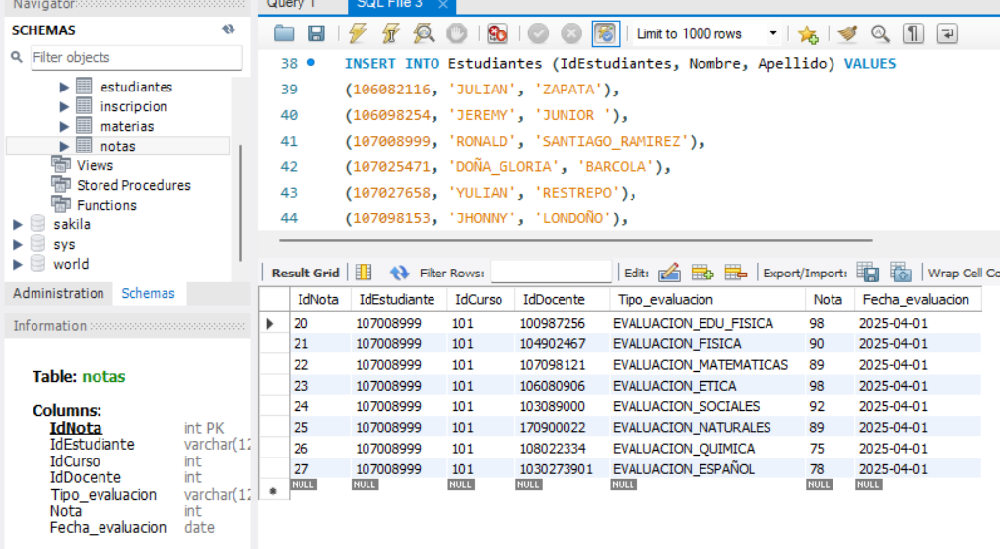 Navigator
Query 1
SQL File 3
SCHEMAS
Limit to 1000 rows
Filter objects
estudiantes
inscripcion
materias
notas
Views
Stored Procedures
Functions
sakila
sys
world
Administration Schemas
Information
Table: notas
Columns:
IdNota int PK
IdEstudiante varchar(12
IdCurso int
IdDocente int
Tipo_evaluacion varchar(12
Nota int
Fecha_evaluacion date
38 INSERT INTO Estudiantes (IdEstudiantes, Nombre, Apellido) VALUES
39 (106082116, 'JULIAN', 'ZAPATA'),
40 (106098254, 'JEREMY', 'JUNIOR '),
41 (107008999, 'RONALD', 'SANTIAGO_RAMIREZ'),
42 (107025471, 'DOÑA_GLORIA', 'BARCOLA'),
43 (107027658, 'YULIAN', 'RESTREPO'),
44 (107098153, 'JHONNY', 'LONDOÑO'),
Result Grid Filter Rows: Edit: Export/Import: Wrap Cell Co
IdNota IdEstudiante IdCurso IdDocente Tipo_evaluacion Nota Fecha_evaluacion
20 107008999 101 100987256 EVALUACION_EDU_FISICA 98 2025-04-01
21 107008999 101 104902467 EVALUACION_FISICA 90 2025-04-01
22 107008999 101 107098121 EVALUACION_MATEMATICAS 89 2025-04-01
23 107008999 101 106080906 EVALUACION_ETICA 98 2025-04-01
24 107008999 101 103089000 EVALUACION_SOCIALES 92 2025-04-01
25 107008999 101 170900022 EVALUACION_NATURALES 89 2025-04-01
26 107008999 101 108022334 EVALUACION_QUIMICA 75 2025-04-01
27 107008999 101 1030273901 EVALUACION_ESPAÑOL 78 2025-04-01
NULL NULL NULL NULL NULL NULL NULL